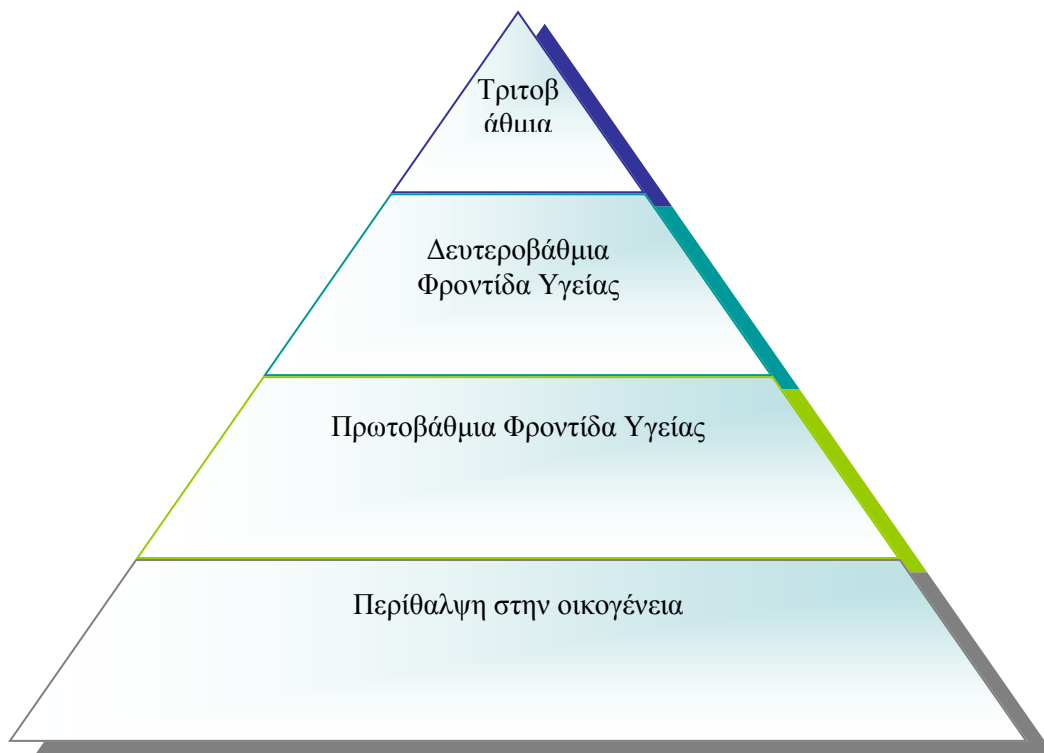 Τριτοβ
άθμια
Δευτεροβάθμια
Φροντίδα Υγείας
Πρωτοβάθμια Φροντίδα Υγείας
Περίθαλψη στην οικογένεια